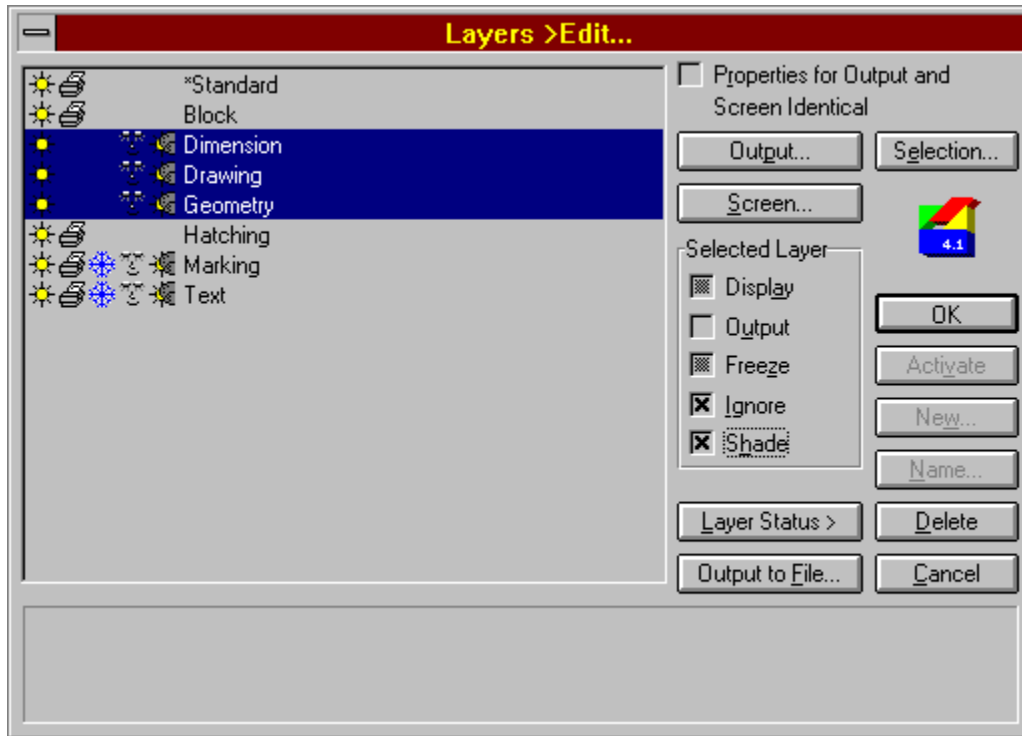 Layers >Edit...
*Standard
Block
Dimension
Drawing
Geometry
Hatching
Marking
Text
Properties for Output and
Screen Identical
Output...
Selection...
Screen...
4.1
Selected Layer
Display
Output
Freeze
Ignore
Shade
OK
Activate
New...
Name...
Layer Status >
Delete
Output to File...
Cancel